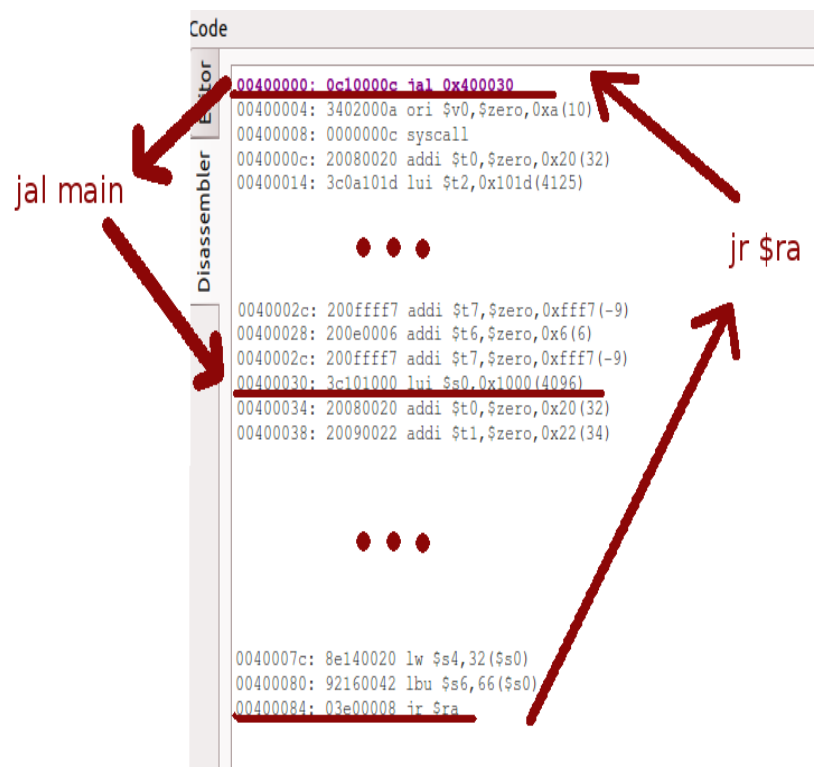 Code
Editor
Disassembler
00400000: 0c10000c jal 0x400030
00400004: 3402000a ori $v0,$zero,0xa(10)
00400008: 0000000c syscall
0040000c: 20080020 addi $t0,$zero,0x20(32)
00400014: 3c0a101d lui $t2,0x101d(4125)
jal main
jr $ra
0040002c: 200ffff7 addi $t7,$zero,0xfff7(-9)
00400028: 200e0006 addi $t6,$zero,0x6(6)
0040002c: 200ffff7 addi $t7,$zero,0xfff7(-9)
00400030: 3c101000 lui $s0,0x1000(4096)
00400034: 20080020 addi $t0,$zero,0x20(32)
00400038: 20090022 addi $t1,$zero,0x22(34)
0040007c: 8e140020 lw $s4,32($s0)
00400080: 92160042 lbu $s6,66($s0)
00400084: 03e00008 jr $ra